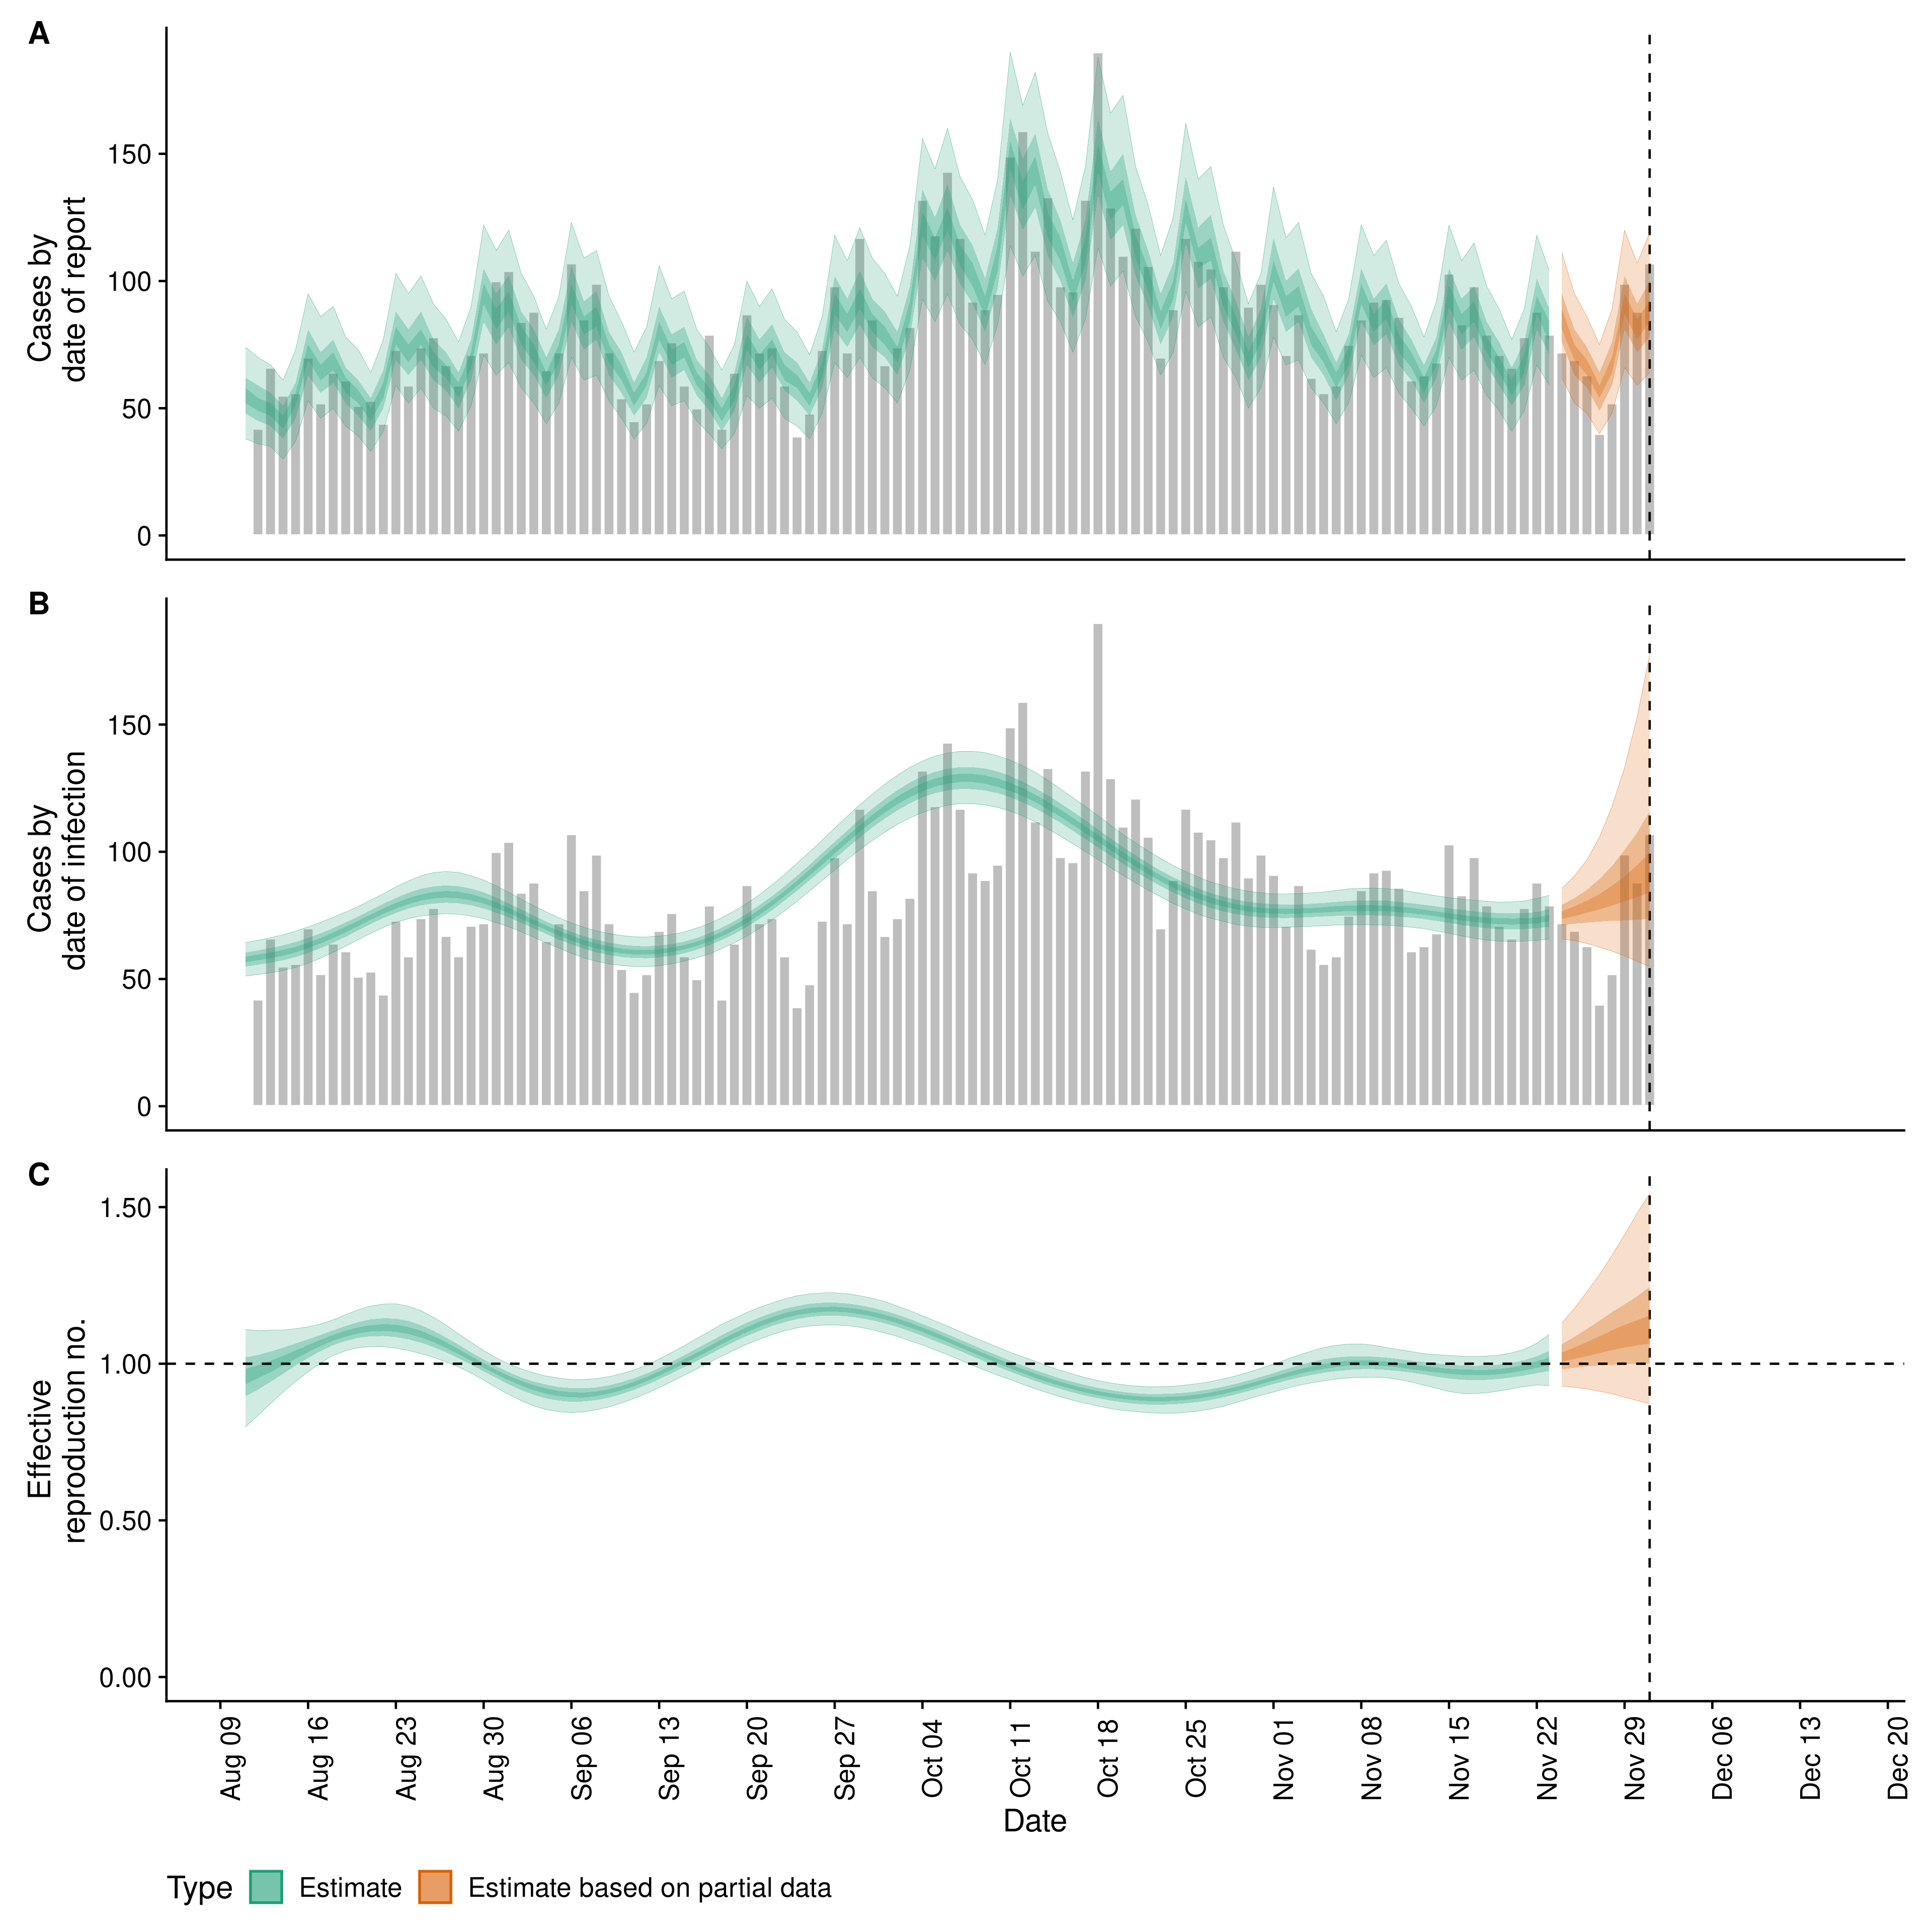 A
Cases by
date of report
150
100
50
0
B
Cases by
date of infection
150
100
50
0
C
Effective
reproduction no.
1.50
1.00
0.50
0.00
Aug 09
Aug 16
Aug 23
Aug 30
Sep 06
Sep 13
Sep 20
Sep 27
Oct 04
Oct 11
Oct 18
Oct 25
Nov 01
Nov 08
Nov 15
Nov 22
Nov 29
Dec 06
Dec 13
Dec 20
Date
Type Estimate Estimate based on partial data